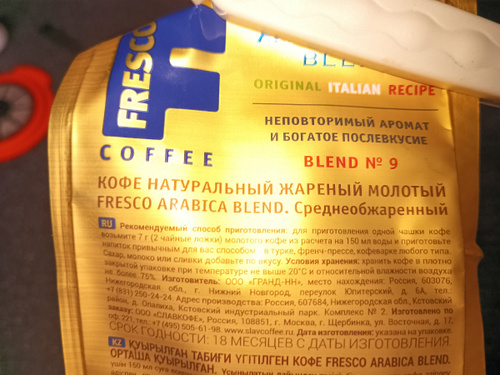 FRESCO
COFFEE
ORIGINAL ITALIAN RECIPE
НЕПОВТОРИМЫЙ АРОМАТ
И БОГАТОЕ ПОСЛЕВКУСИЕ
BLEND № 9
КОФЕ НАТУРАЛЬНЫЙ ЖАРЕНЫЙ МОЛОТЫЙ
FRESCO ARABICA BLEND. Среднеобжаренный
RU Рекомендуемый способ приготовления: для приготовления одной чашки кофе
возьмите 7 г (2 чайные ложки) молотого кофе из расчета на 150 мл воды и приготовьте
напиток привычным для вас способом в турке, френч-прессе, кофеварке любого типа.
Сахар, молоко или сливки добавьте по вкусу. Условия хранения: хранить кофе в плотно
закрытой упаковке при температуре не выше 20°C и относительной влажности воздуха
не более 75%. Изготовитель: ООО «ГРАНД-НН», место нахождения: Россия, 603076,
Нижегородская обл., г. Нижний Новгород, переулок Юпитерский, д. 6А, тел.:
+7 (831) 250-24-24. Адрес производства: Россия, 607684, Нижегородская обл., Кстовский
район, д. Опалиха, Кстовский индустриальный парк. Комплекс № 2. Изготовлено по
заказу: ООО «СЛАВКОФЕ», Россия, 108851, г. Москва, г. Щербинка, ул. Восточная, д. 17,
тел.: +7 (495) 506-61-98. www.slavcoffee.ru. Дата изготовления: указана на упаковке.
СРОК ГОДНОСТИ: 18 МЕСЯЦЕВ С ДАТЫ ИЗГОТОВЛЕНИЯ.
KZ ҚУЫРЫЛҒАН ТАБИҒИ ҮГІТІЛГЕН КОФЕ FRESCO ARABICA BLEND.
ОРТАША ҚУЫРЫЛҒАН.